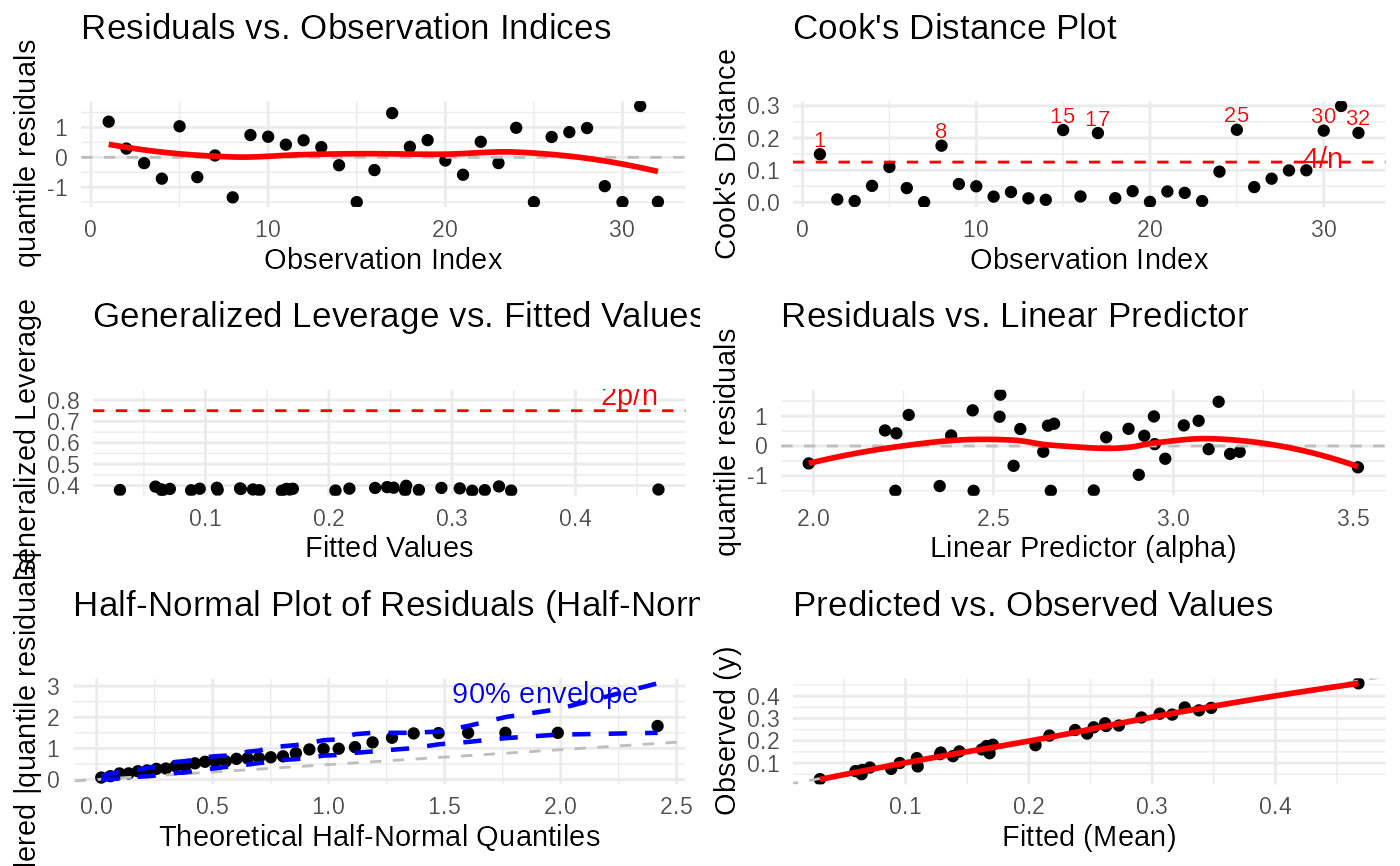 Residuals vs. Observation Indices
quantile residuals
1
0
-1
0
10
20
30
Observation Index
Cook's Distance Plot
Cook's Distance
0.3
0.2
0.1
0.0
1
8
15
17
25
30
32
4/n
0
10
20
30
Observation Index
Generalized Leverage vs. Fitted Values
Generalized Leverage
0.8
0.7
0.6
0.5
0.4
2p/n
0.1
0.2
0.3
0.4
Fitted Values
Residuals vs. Linear Predictor
quantile residuals
1
0
-1
2.0
2.5
3.0
3.5
Linear Predictor (alpha)
Half-Normal Plot of Residuals (Half-Norr
lered |quantile residuals|
3
2
1
0
90% envelope
0.0
0.5
1.0
1.5
2.0
2.5
Theoretical Half-Normal Quantiles
Predicted vs. Observed Values
Observed (y)
0.4
0.3
0.2
0.1
0.1
0.2
0.3
0.4
Fitted (Mean)